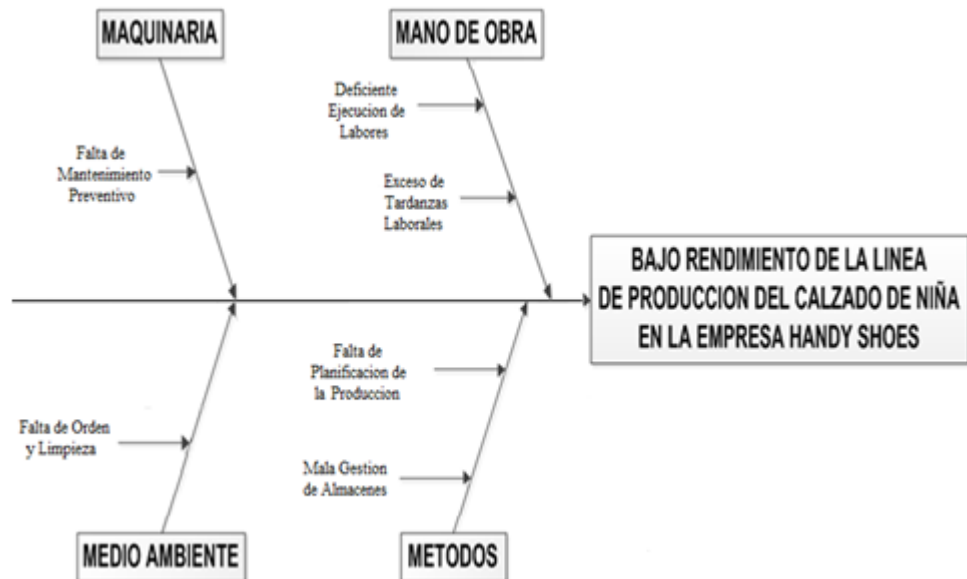 MAQUINARIA
MANO DE OBRA
Deficiente
Ejecucion de
Labores
Falta de
Mantenimiento
Preventivo
Exceso de
Tardanzas
Laborales
BAJO RENDIMIENTO DE LA LINEA
DE PRODUCCION DEL CALZADO DE NIÑA
EN LA EMPRESA HANDY SHOES
Falta de
Planificacion de
la Produccion
Falta de Orden
y Limpieza
Mala Gestion
de Almacenes
MEDIO AMBIENTE
METODOS